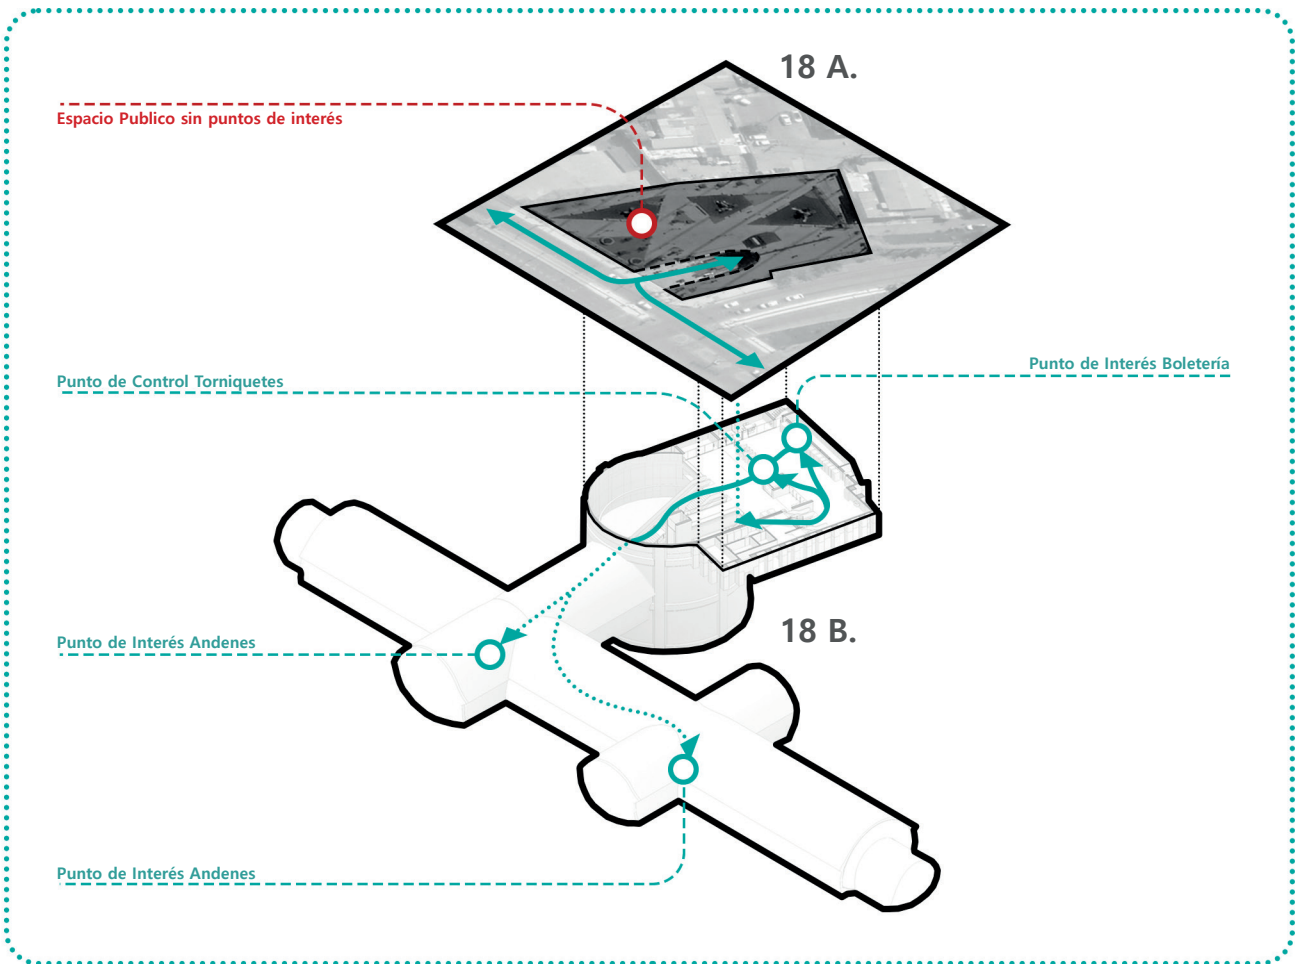 18 A.
Espacio Publico sin puntos de interés
Punto de Interés Boletería
Punto de Control Torniquetes
18 B.
Punto de Interés Andenes
Punto de Interés Andenes